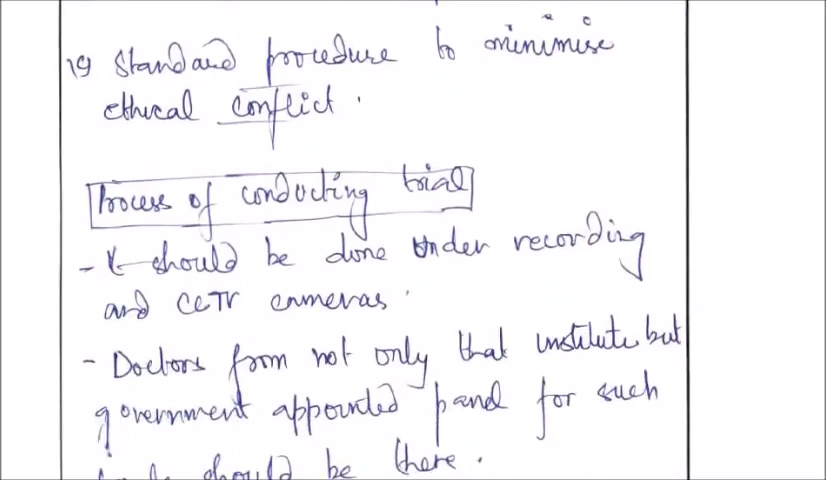 19 Standard procedure to minimise
ethical conflict.
Process of conducting trial
- It should be done under recording
and CCTV cameras.
- Doctors from not only that institute but
government appointed panel for such
should be there.